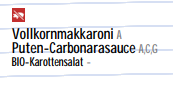 Vollkornmakkaroni A
Puten-Carbonarasauce A,C,G
BIO-Karottensalat -